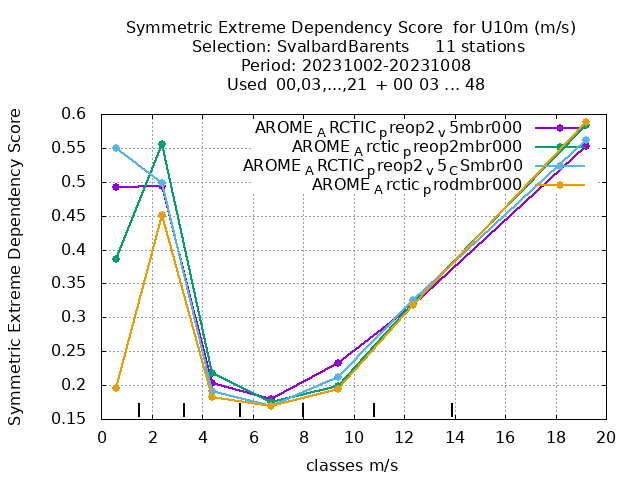 Symmetric Extreme Dependency Score for U10m (m/s)
Selection: SvalbardBarents 11 stations
Period: 20231002-20231008
Used 00,03,...,21 + 00 03 ... 48
Symmetric Extreme Dependency Score
0.6
0.55
0.5
0.45
0.4
0.35
0.3
0.25
0.2
0.15
AROME_ARCTIC_preop2_v5mbr000
AROME_Arctic_preop2mbr000
AROME_ARCTIC_preop2_v5_CSmbr00
AROME_Arctic_prodmbr000
0 2 4 6 8 10 12 14 16 18 20
classes m/s